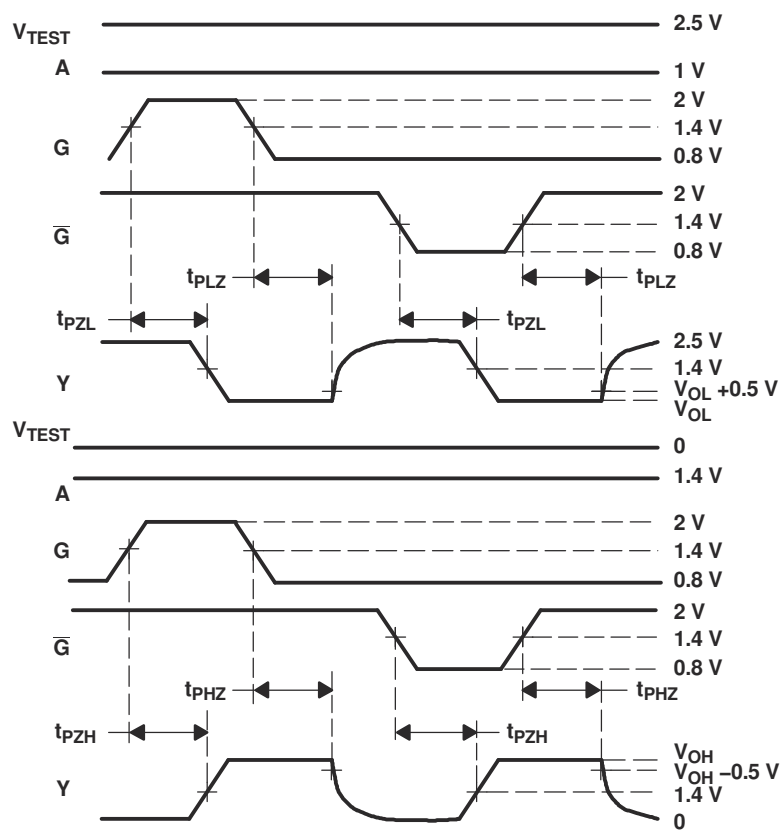 V_TEST 2.5 V
A 1 V
2 V
G 1.4 V
0.8 V
2 V
G̅ 1.4 V
0.8 V
t_PLZ t_PLZ
t_PZL t_PZL
2.5 V
1.4 V
Y V_OL +0.5 V
V_OL
V_TEST 0
A 1.4 V
2 V
G 1.4 V
0.8 V
2 V
G̅ 1.4 V
0.8 V
t_PHZ t_PHZ
t_PZH t_PZH
V_OH
V_OH −0.5 V
Y 1.4 V
0